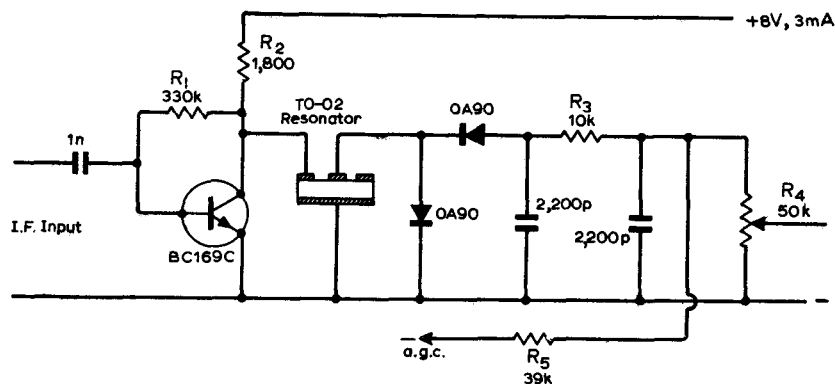 +8V, 3mA
R2
1,800
R1
330k
TO-02
Resonator
OA90
R3
10k
1n
I.F. Input
BC169C
OA90
2,200p
2,200p
R4
50k
−
− a.g.c.
R5
39k